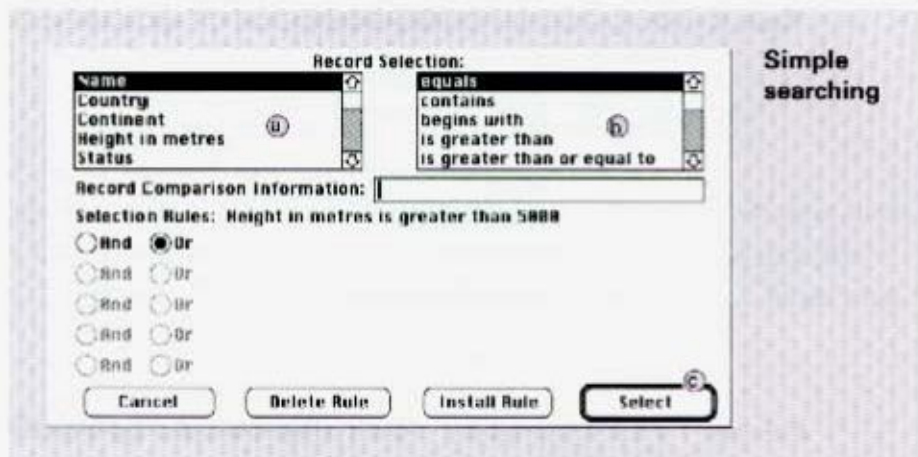 Record Selection:
Name
Country
Continent
Height in metres
Status
a
equals
contains
begins with
is greater than
is greater than or equal to
b
Record Comparison Information:
Selection Rules: Height in metres is greater than 5000
And Or
And Or
And Or
And Or
And Or
Cancel Delete Rule Install Rule Select
c
Simple
searching